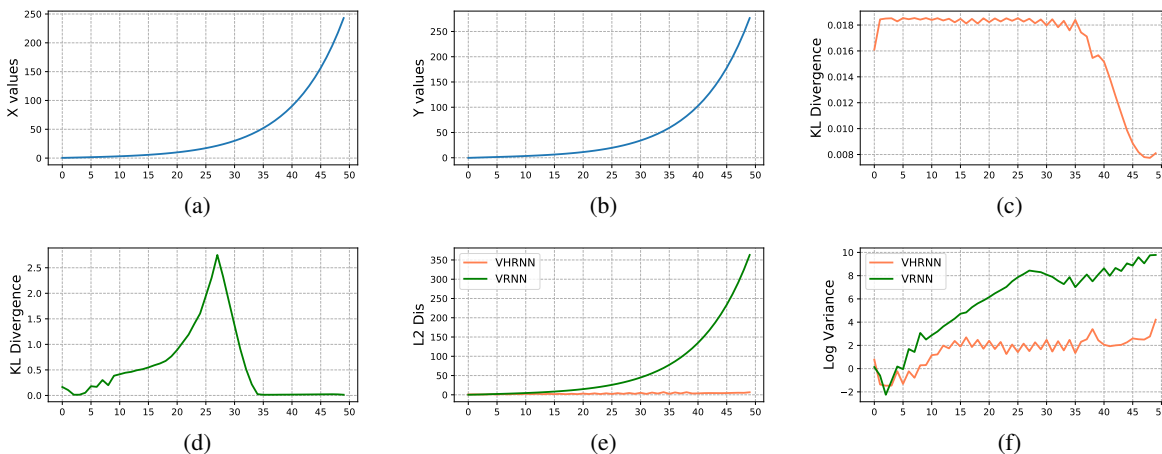 X values
250
200
150
100
50
0
0 5 10 15 20 25 30 35 40 45 50
(a)
Y values
250
200
150
100
50
0
0 5 10 15 20 25 30 35 40 45 50
(b)
KL Divergence
0.018
0.016
0.014
0.012
0.010
0.008
0 5 10 15 20 25 30 35 40 45
(c)
KL Divergence
2.5
2.0
1.5
1.0
0.5
0.0
0 5 10 15 20 25 30 35 40 45 50
(d)
L2 Dis
350
300
250
200
150
100
50
0
VHRNN
VRNN
0 5 10 15 20 25 30 35 40 45 50
(e)
Log Variance
10
8
6
4
2
0
−2
VHRNN
VRNN
0 5 10 15 20 25 30 35 40 45
(f)